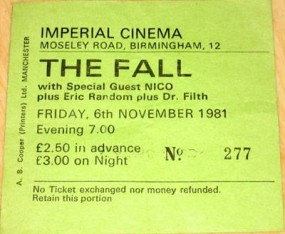 IMPERIAL CINEMA
MOSELEY ROAD, BIRMINGHAM, 12
THE FALL
with Special Guest NICO
plus Eric Random plus Dr. Filth
FRIDAY, 6th NOVEMBER 1981
Evening 7.00
£2.50 in advance
£3.00 on Night
Nº 277
No Ticket exchanged nor money refunded.
Retain this portion
A. B. Cooper (Printers) Ltd. MANCHESTER